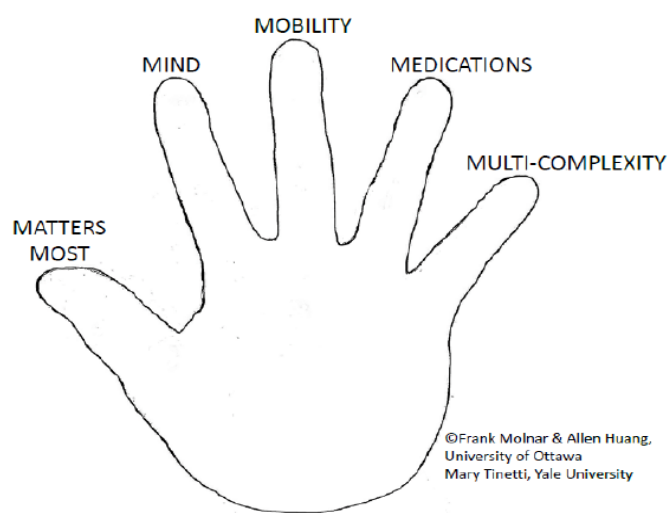 MOBILITY
MIND
MEDICATIONS
MULTI-COMPLEXITY
MATTERS
MOST
©Frank Molnar & Allen Huang,
University of Ottawa
Mary Tinetti, Yale University